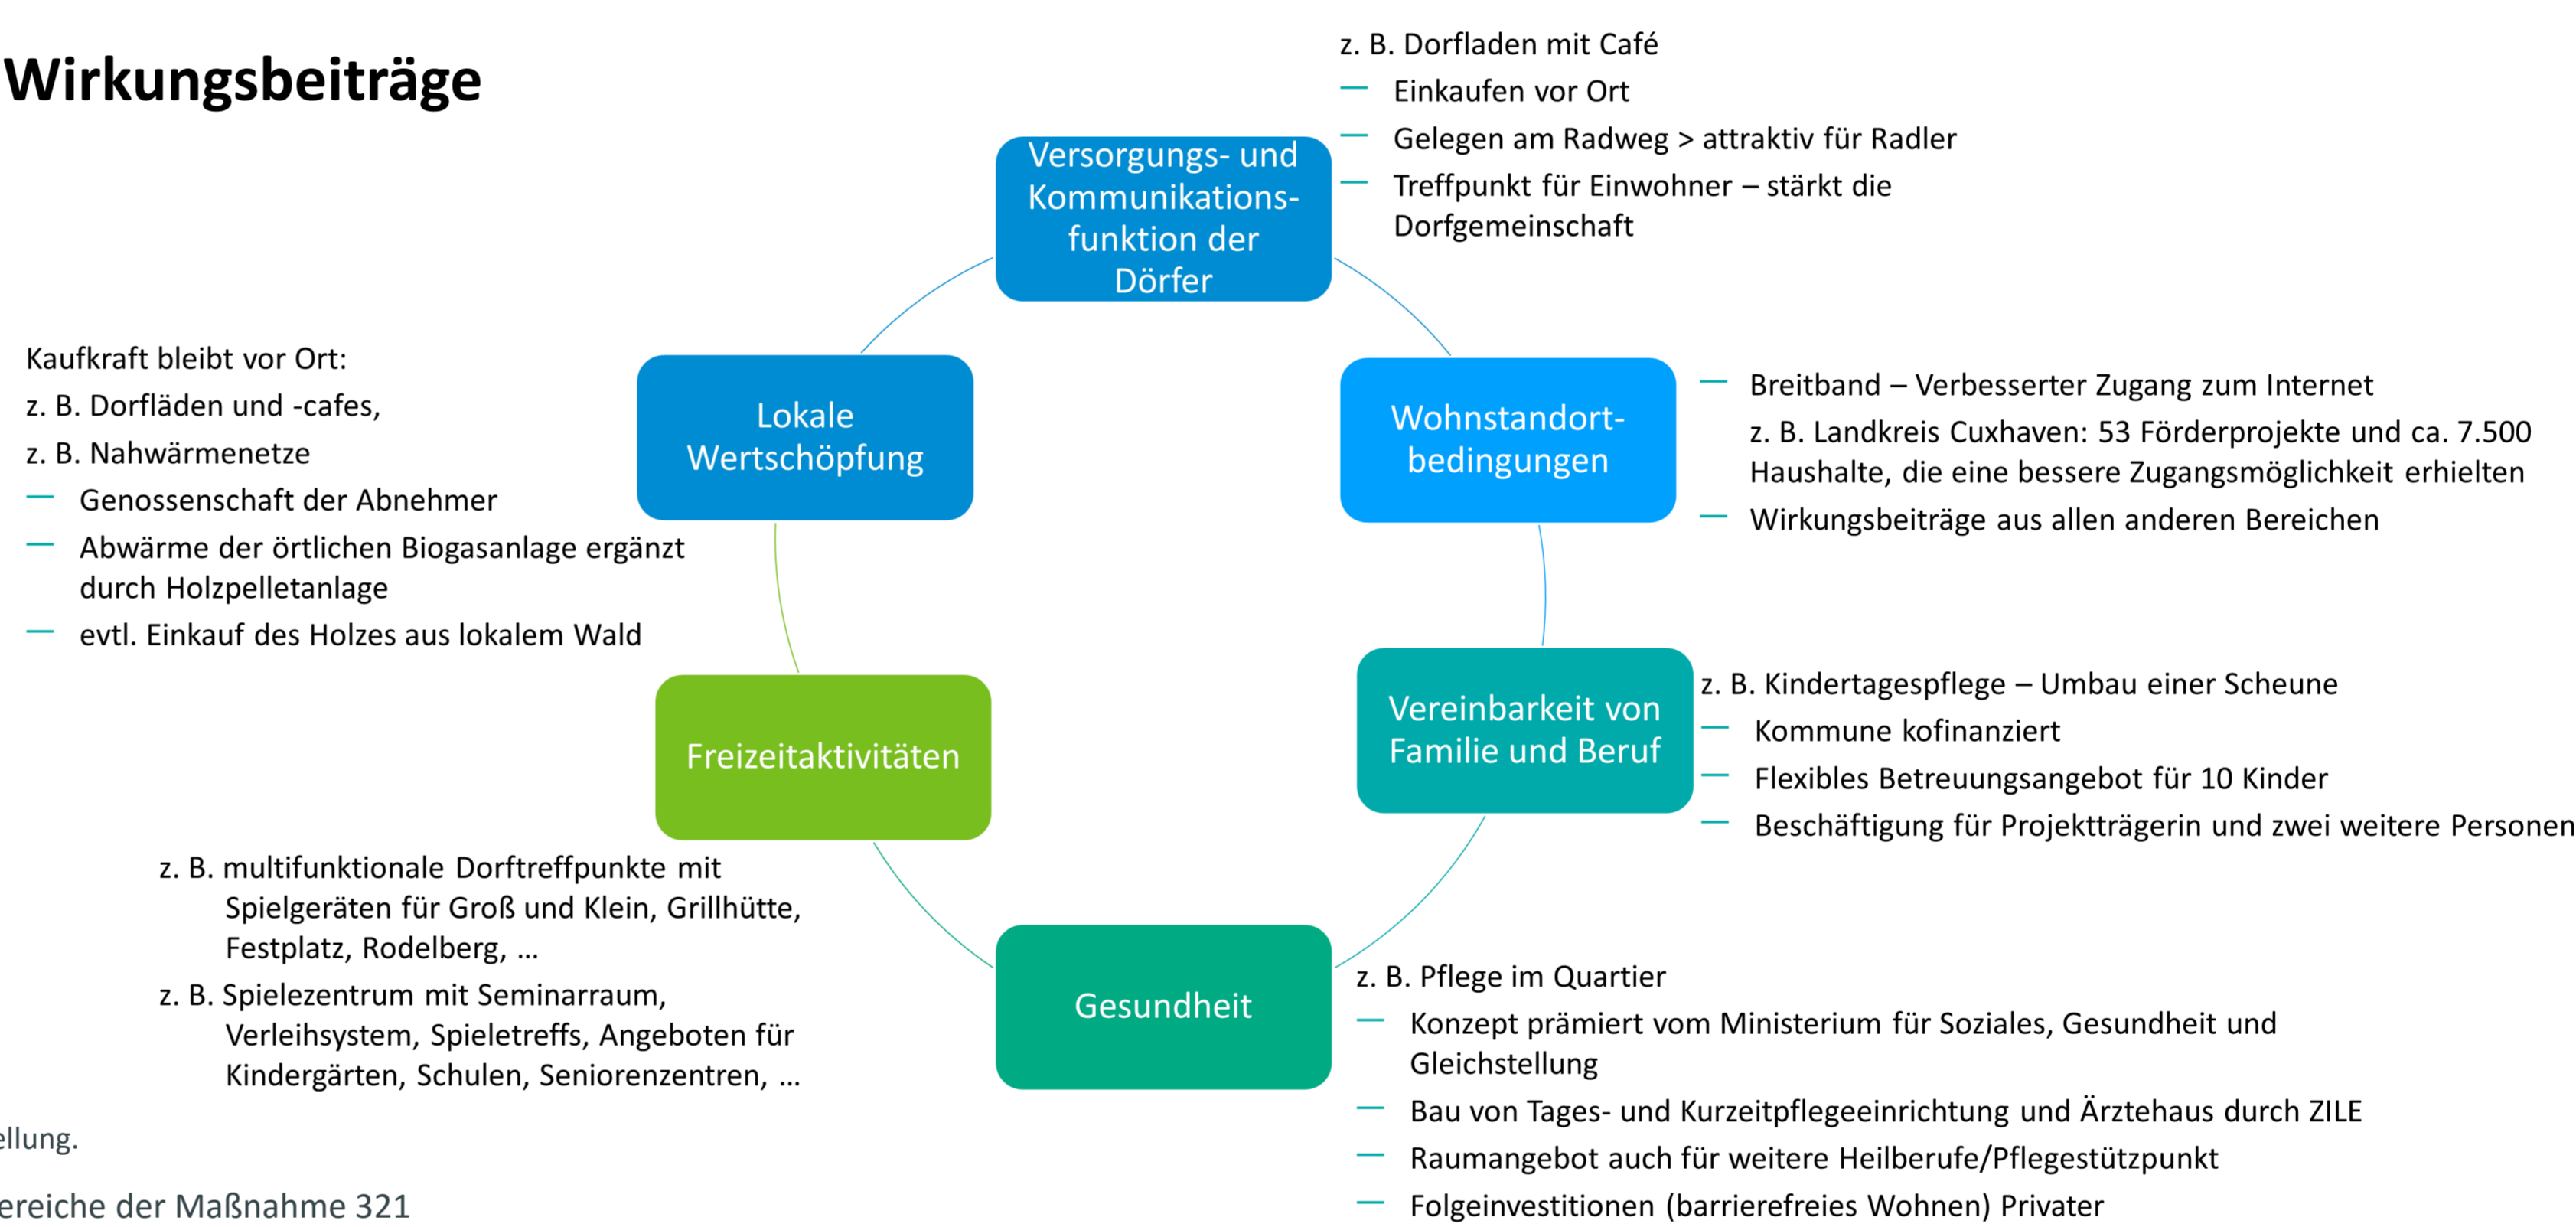 Wirkungsbeiträge
z. B. Dorfladen mit Café
— Einkaufen vor Ort
— Gelegen am Radweg > attraktiv für Radler
— Treffpunkt für Einwohner – stärkt die
Dorfgemeinschaft
Versorgungs- und
Kommunikations-
funktion der
Dörfer
Kaufkraft bleibt vor Ort:
z. B. Dorfläden und -cafes,
z. B. Nahwärmenetze
— Genossenschaft der Abnehmer
— Abwärme der örtlichen Biogasanlage ergänzt
durch Holzpelletanlage
— evtl. Einkauf des Holzes aus lokalem Wald
Lokale
Wertschöpfung
Wohnstandort-
bedingungen
— Breitband – Verbesserter Zugang zum Internet
z. B. Landkreis Cuxhaven: 53 Förderprojekte und ca. 7.500
Haushalte, die eine bessere Zugangsmöglichkeit erhielten
— Wirkungsbeiträge aus allen anderen Bereichen
Freizeitaktivitäten
Vereinbarkeit von
Familie und Beruf
z. B. Kindertagespflege – Umbau einer Scheune
— Kommune kofinanziert
— Flexibles Betreuungsangebot für 10 Kinder
— Beschäftigung für Projektträgerin und zwei weitere Personen
z. B. multifunktionale Dorftreffpunkte mit
Spielgeräten für Groß und Klein, Grillhütte,
Festplatz, Rodelberg, ...
z. B. Spielezentrum mit Seminarraum,
Verleihsystem, Spieletreffs, Angeboten für
Kindergärten, Schulen, Seniorenzentren, ...
Gesundheit
z. B. Pflege im Quartier
— Konzept prämiert vom Ministerium für Soziales, Gesundheit und
Gleichstellung
— Bau von Tages- und Kurzeitpflegeeinrichtung und Ärztehaus durch ZILE
— Raumangebot auch für weitere Heilberufe/Pflegestützpunkt
— Folgeinvestitionen (barrierefreies Wohnen) Privater
ellung.
ereiche der Maßnahme 321